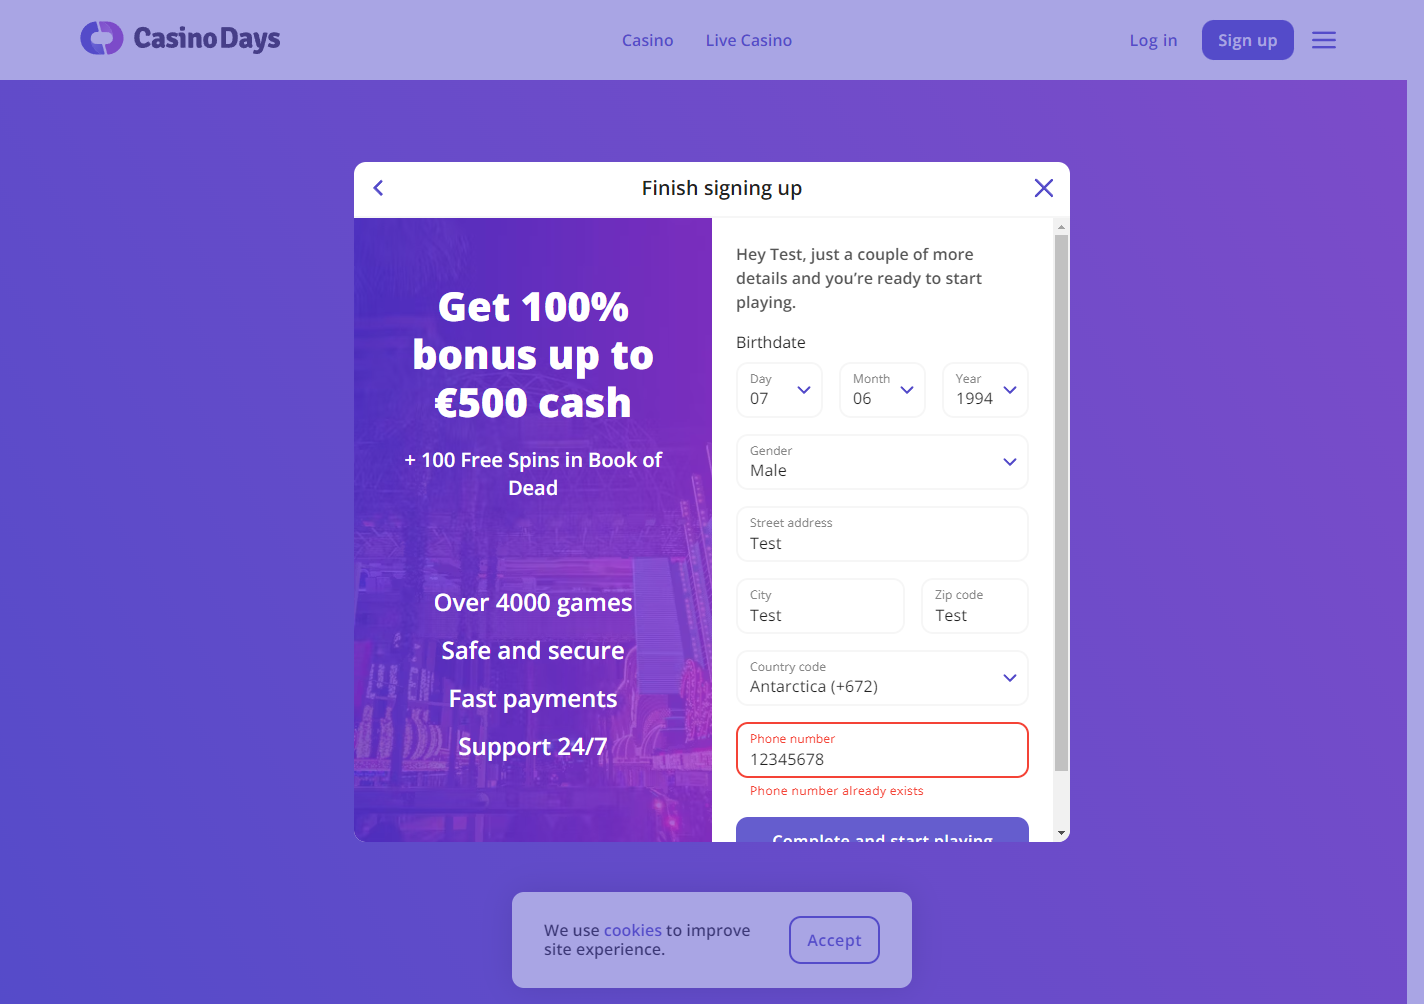 CasinoDays
Casino
Live Casino
Log in
Sign up
Finish signing up
Get 100%
bonus up to
€500 cash
+ 100 Free Spins in Book of
Dead
Over 4000 games
Safe and secure
Fast payments
Support 24/7
Hey Test, just a couple of more
details and you’re ready to start
playing.
Birthdate
Day
07
Month
06
Year
1994
Gender
Male
Street address
Test
City
Test
Zip code
Test
Country code
Antarctica (+672)
Phone number
12345678
Phone number already exists
Complete and start playing
We use cookies to improve
site experience.
Accept